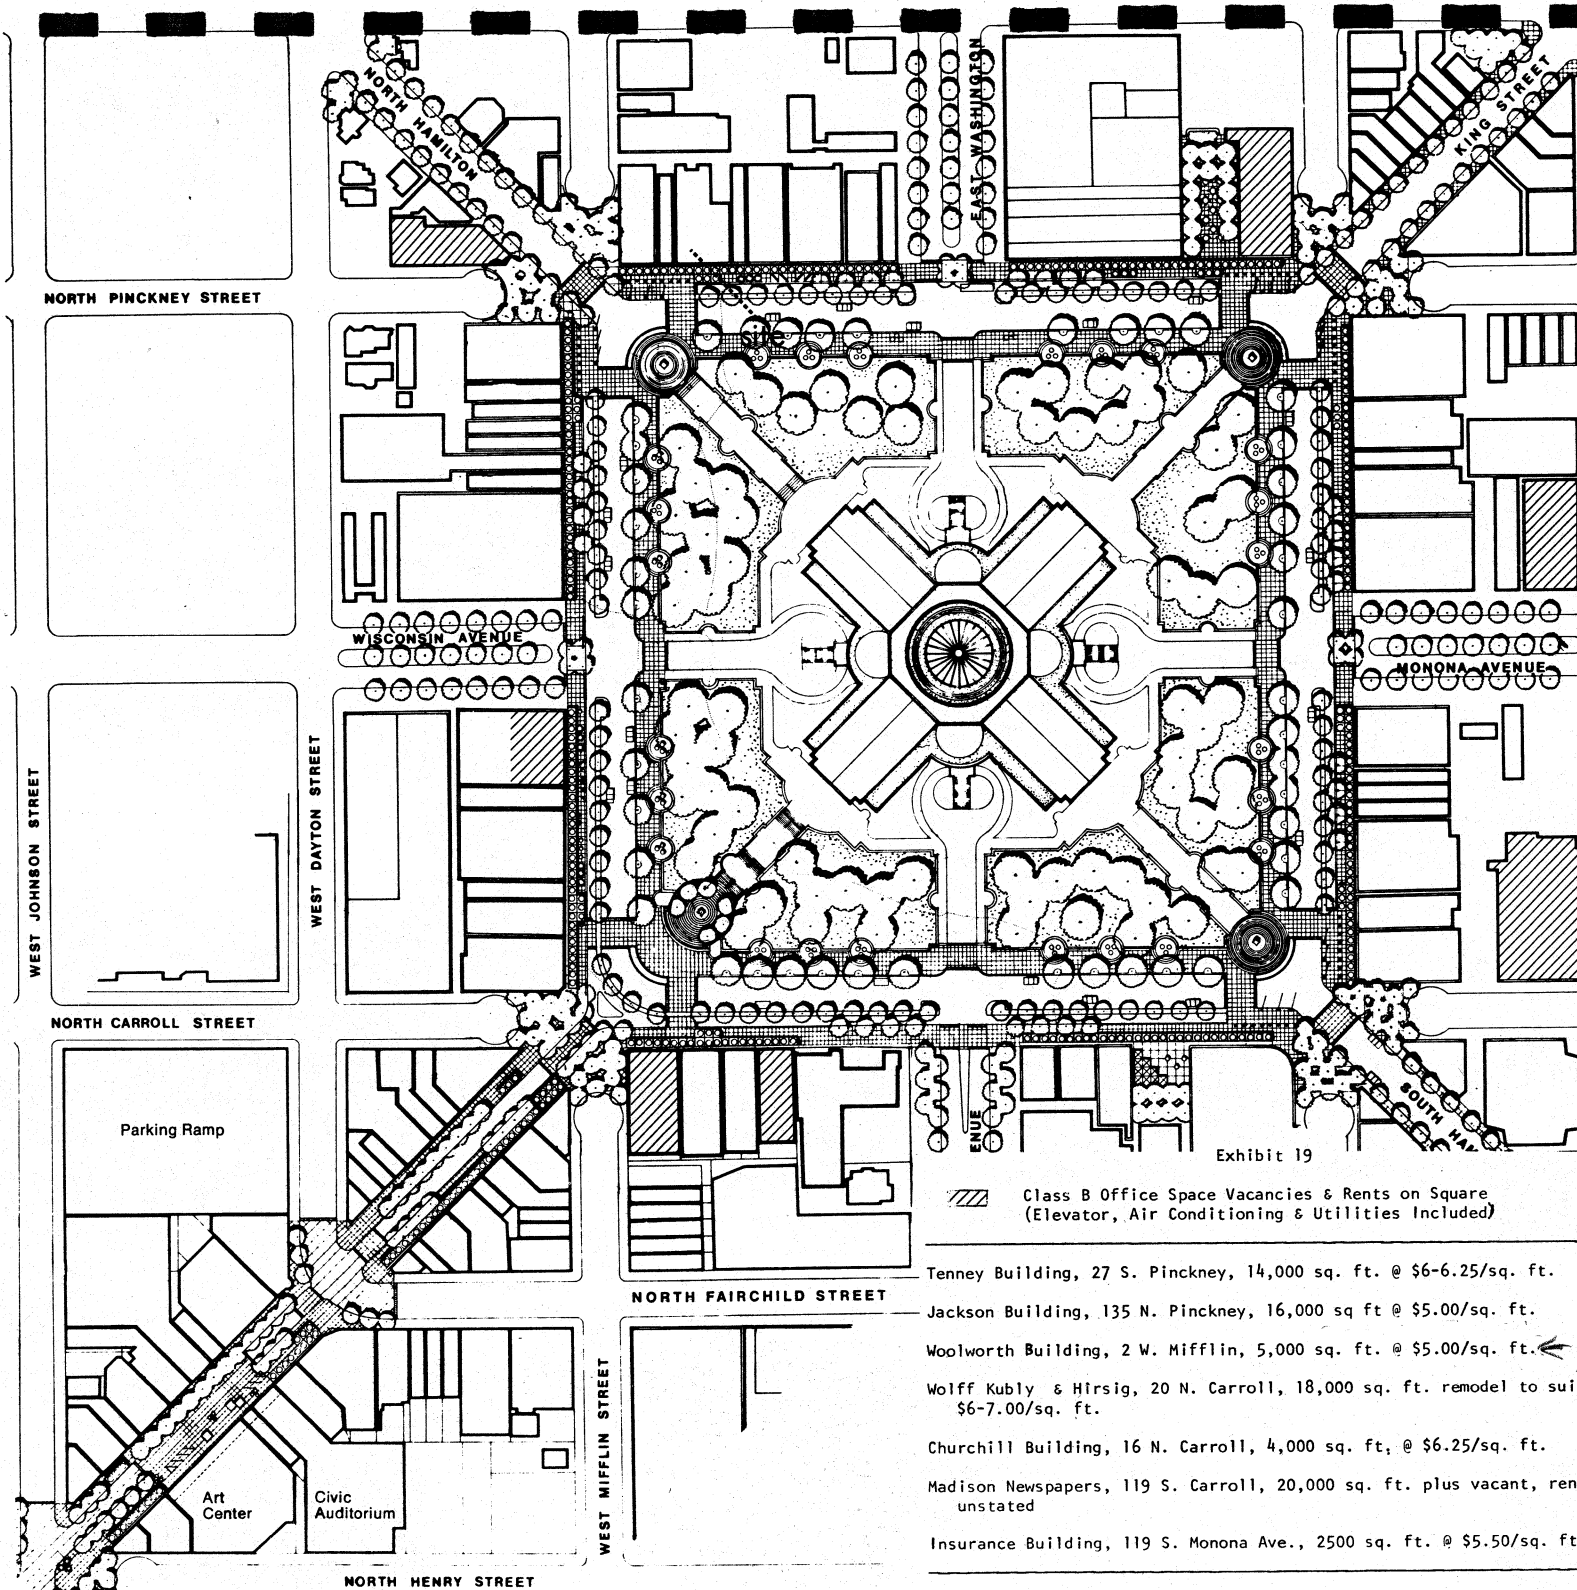 NORTH HAMILTON
EAST WASHINGTON
KING STREET
NORTH PINCKNEY STREET
site
WISCONSIN AVENUE
MONONA AVENUE
WEST JOHNSON STREET
WEST DAYTON STREET
NORTH CARROLL STREET
Parking Ramp
ENUE
SOUTH HA
Exhibit 19
Class B Office Space Vacancies & Rents on Square
(Elevator, Air Conditioning & Utilities Included)
Tenney Building, 27 S. Pinckney, 14,000 sq. ft. @ $6-6.25/sq. ft.
NORTH FAIRCHILD STREET
Jackson Building, 135 N. Pinckney, 16,000 sq ft @ $5.00/sq. ft.
Woolworth Building, 2 W. Mifflin, 5,000 sq. ft. @ $5.00/sq. ft.
Wolff Kubly & Hirsig, 20 N. Carroll, 18,000 sq. ft. remodel to sui
$6-7.00/sq. ft.
Churchill Building, 16 N. Carroll, 4,000 sq. ft. @ $6.25/sq. ft.
Madison Newspapers, 119 S. Carroll, 20,000 sq. ft. plus vacant, ren
unstated
Insurance Building, 119 S. Monona Ave., 2500 sq. ft. @ $5.50/sq. ft
WEST MIFFLIN STREET
Art
Center
Civic
Auditorium
NORTH HENRY STREET